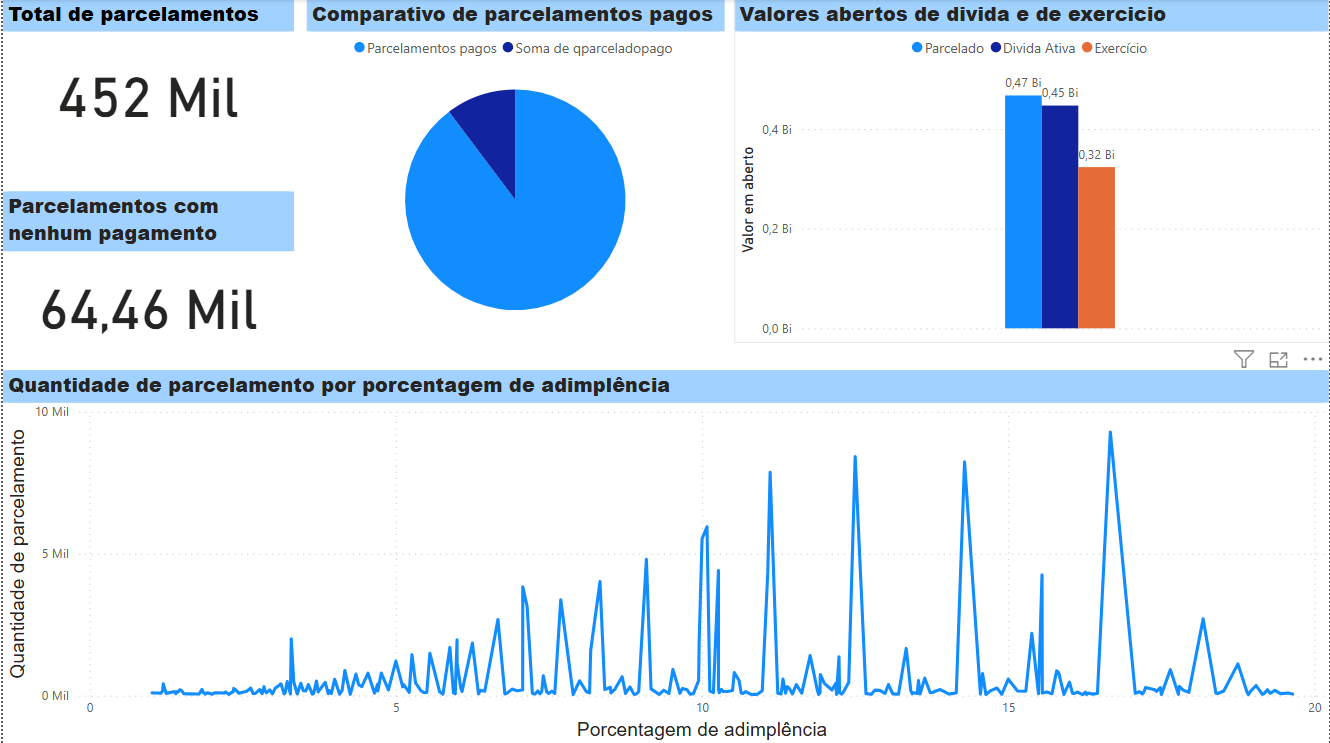 Total de parcelamentos
452 Mil
Parcelamentos com
nenhum pagamento
64,46 Mil
Comparativo de parcelamentos pagos
Parcelamentos pagos
Soma de qparceladopago
Valores abertos de divida e de exercicio
Parcelado
Divida Ativa
Exercício
0,47 Bi
0,45 Bi
0,32 Bi
0,4 Bi
0,2 Bi
0,0 Bi
Valor em aberto
Quantidade de parcelamento por porcentagem de adimplência
10 Mil
5 Mil
0 Mil
Quantidade de parcelamento
0
5
10
15
20
Porcentagem de adimplência